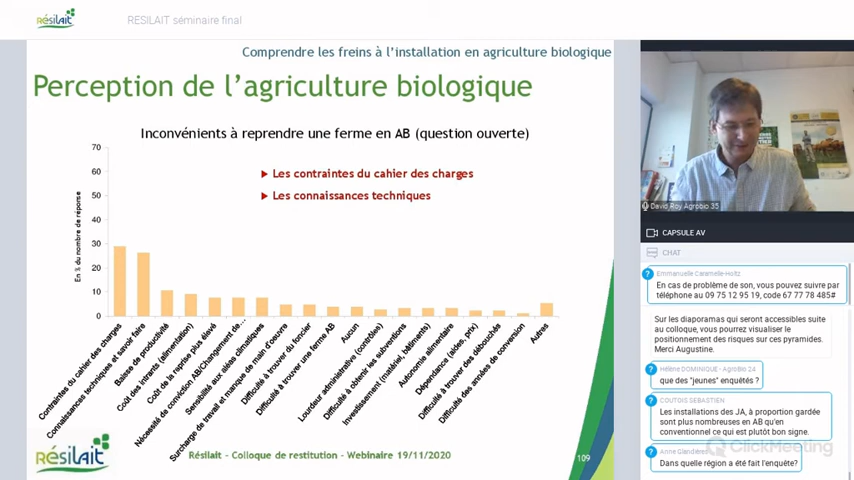 Résilait
RESILAIT séminaire final
Comprendre les freins à l'installation en agriculture biologique
Perception de l'agriculture biologique
Inconvénients à reprendre une ferme en AB (question ouverte)
Les contraintes du cahier des charges
Les connaissances techniques
En % du nombre de réponse
70
60
50
40
30
20
10
0
Contraintes du cahier des charges
Connaissances techniques et savoir faire
Baisse de productivité
Coût des intrants (alimentation)
Coût de la reprise plus élevé
Nécessité de conviction AB/Changement de...
Sensibilité aux aléas climatiques
Surcharge de travail et manque de main d'oeuvre
Difficulté à trouver du foncier
Difficulté à trouver une ferme AB
Aucun
Lourdeur administrative (contrôles)
Difficulté à obtenir les subventions
Investissement (matériel, bâtiments)
Autonomie alimentaire
Dépendance (aides, prix)
Difficulté à trouver des débouchés
Difficulté des années de conversion
Autres
Résilait
Résilait - Colloque de restitution - Webinaire 19/11/2020
109
David Roy Agrobio 35
CAPSULE AV
CHAT
Emmanuelle Caramelle-Holtz
En cas de problème de son, vous pouvez suivre par
téléphone au 09 75 12 95 19, code 67 77 78 485#
Sur les diaporamas qui seront accessibles suite
au colloque, vous pourrez visualiser le
positionnement des risques sur ces pyramides.
Merci Augustine.
Hélène DOMINIQUE - AgroBio 24
que des "jeunes" enquêtés ?
COUTOIS SEBASTIEN
Les installations des JA, à proportion gardée
sont plus nombreuses en AB qu'en
conventionnel ce qui est plutôt bon signe.
ClickMeeting
Anne Glandières
Dans quelle région a été fait l'enquête?